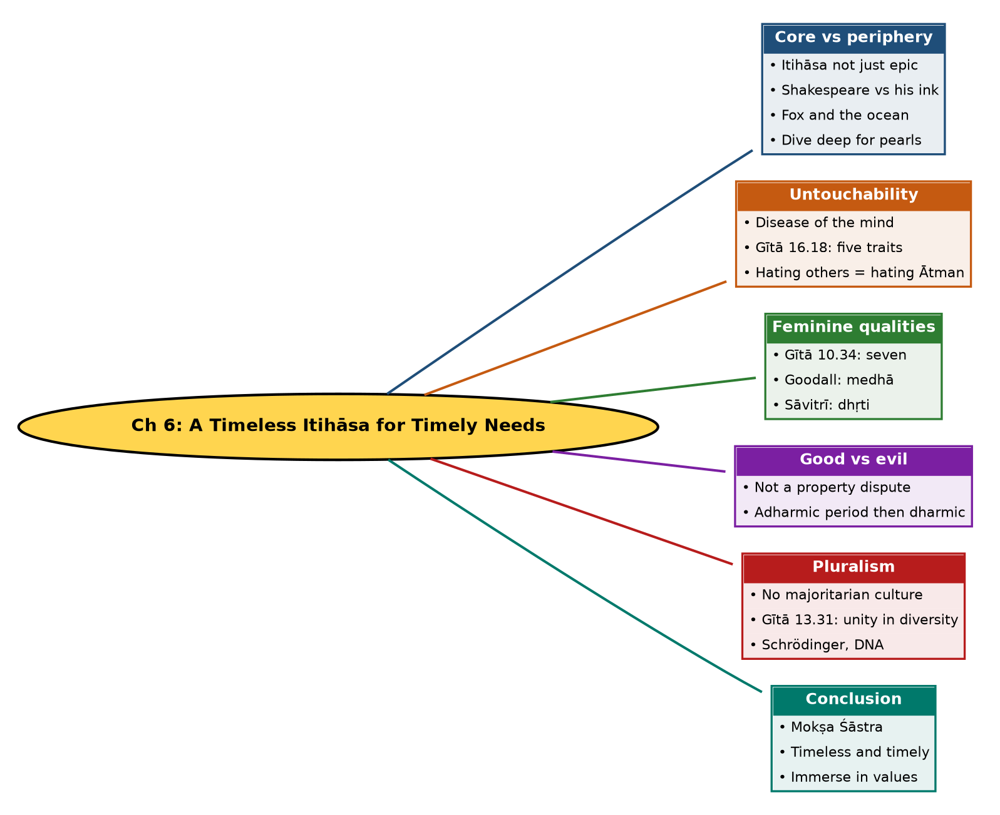 Core vs periphery
• Itihāsa not just epic
• Shakespeare vs his ink
• Fox and the ocean
• Dive deep for pearls
Untouchability
• Disease of the mind
• Gītā 16.18: five traits
• Hating others = hating Ātman
Feminine qualities
• Gītā 10.34: seven
• Goodall: medhā
• Sāvitrī: dhṛti
Ch 6: A Timeless Itihāsa for Timely Needs
Good vs evil
• Not a property dispute
• Adharmic period then dharmic
Pluralism
• No majoritarian culture
• Gītā 13.31: unity in diversity
• Schrödinger, DNA
Conclusion
• Mokṣa Śāstra
• Timeless and timely
• Immerse in values